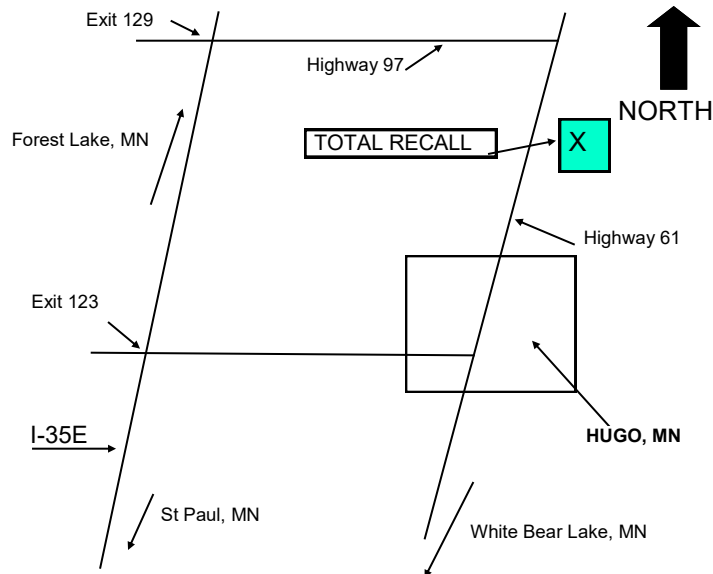 Exit 129
Highway 97
NORTH
Forest Lake, MN
TOTAL RECALL
X
Highway 61
Exit 123
I-35E
HUGO, MN
St Paul, MN
White Bear Lake, MN